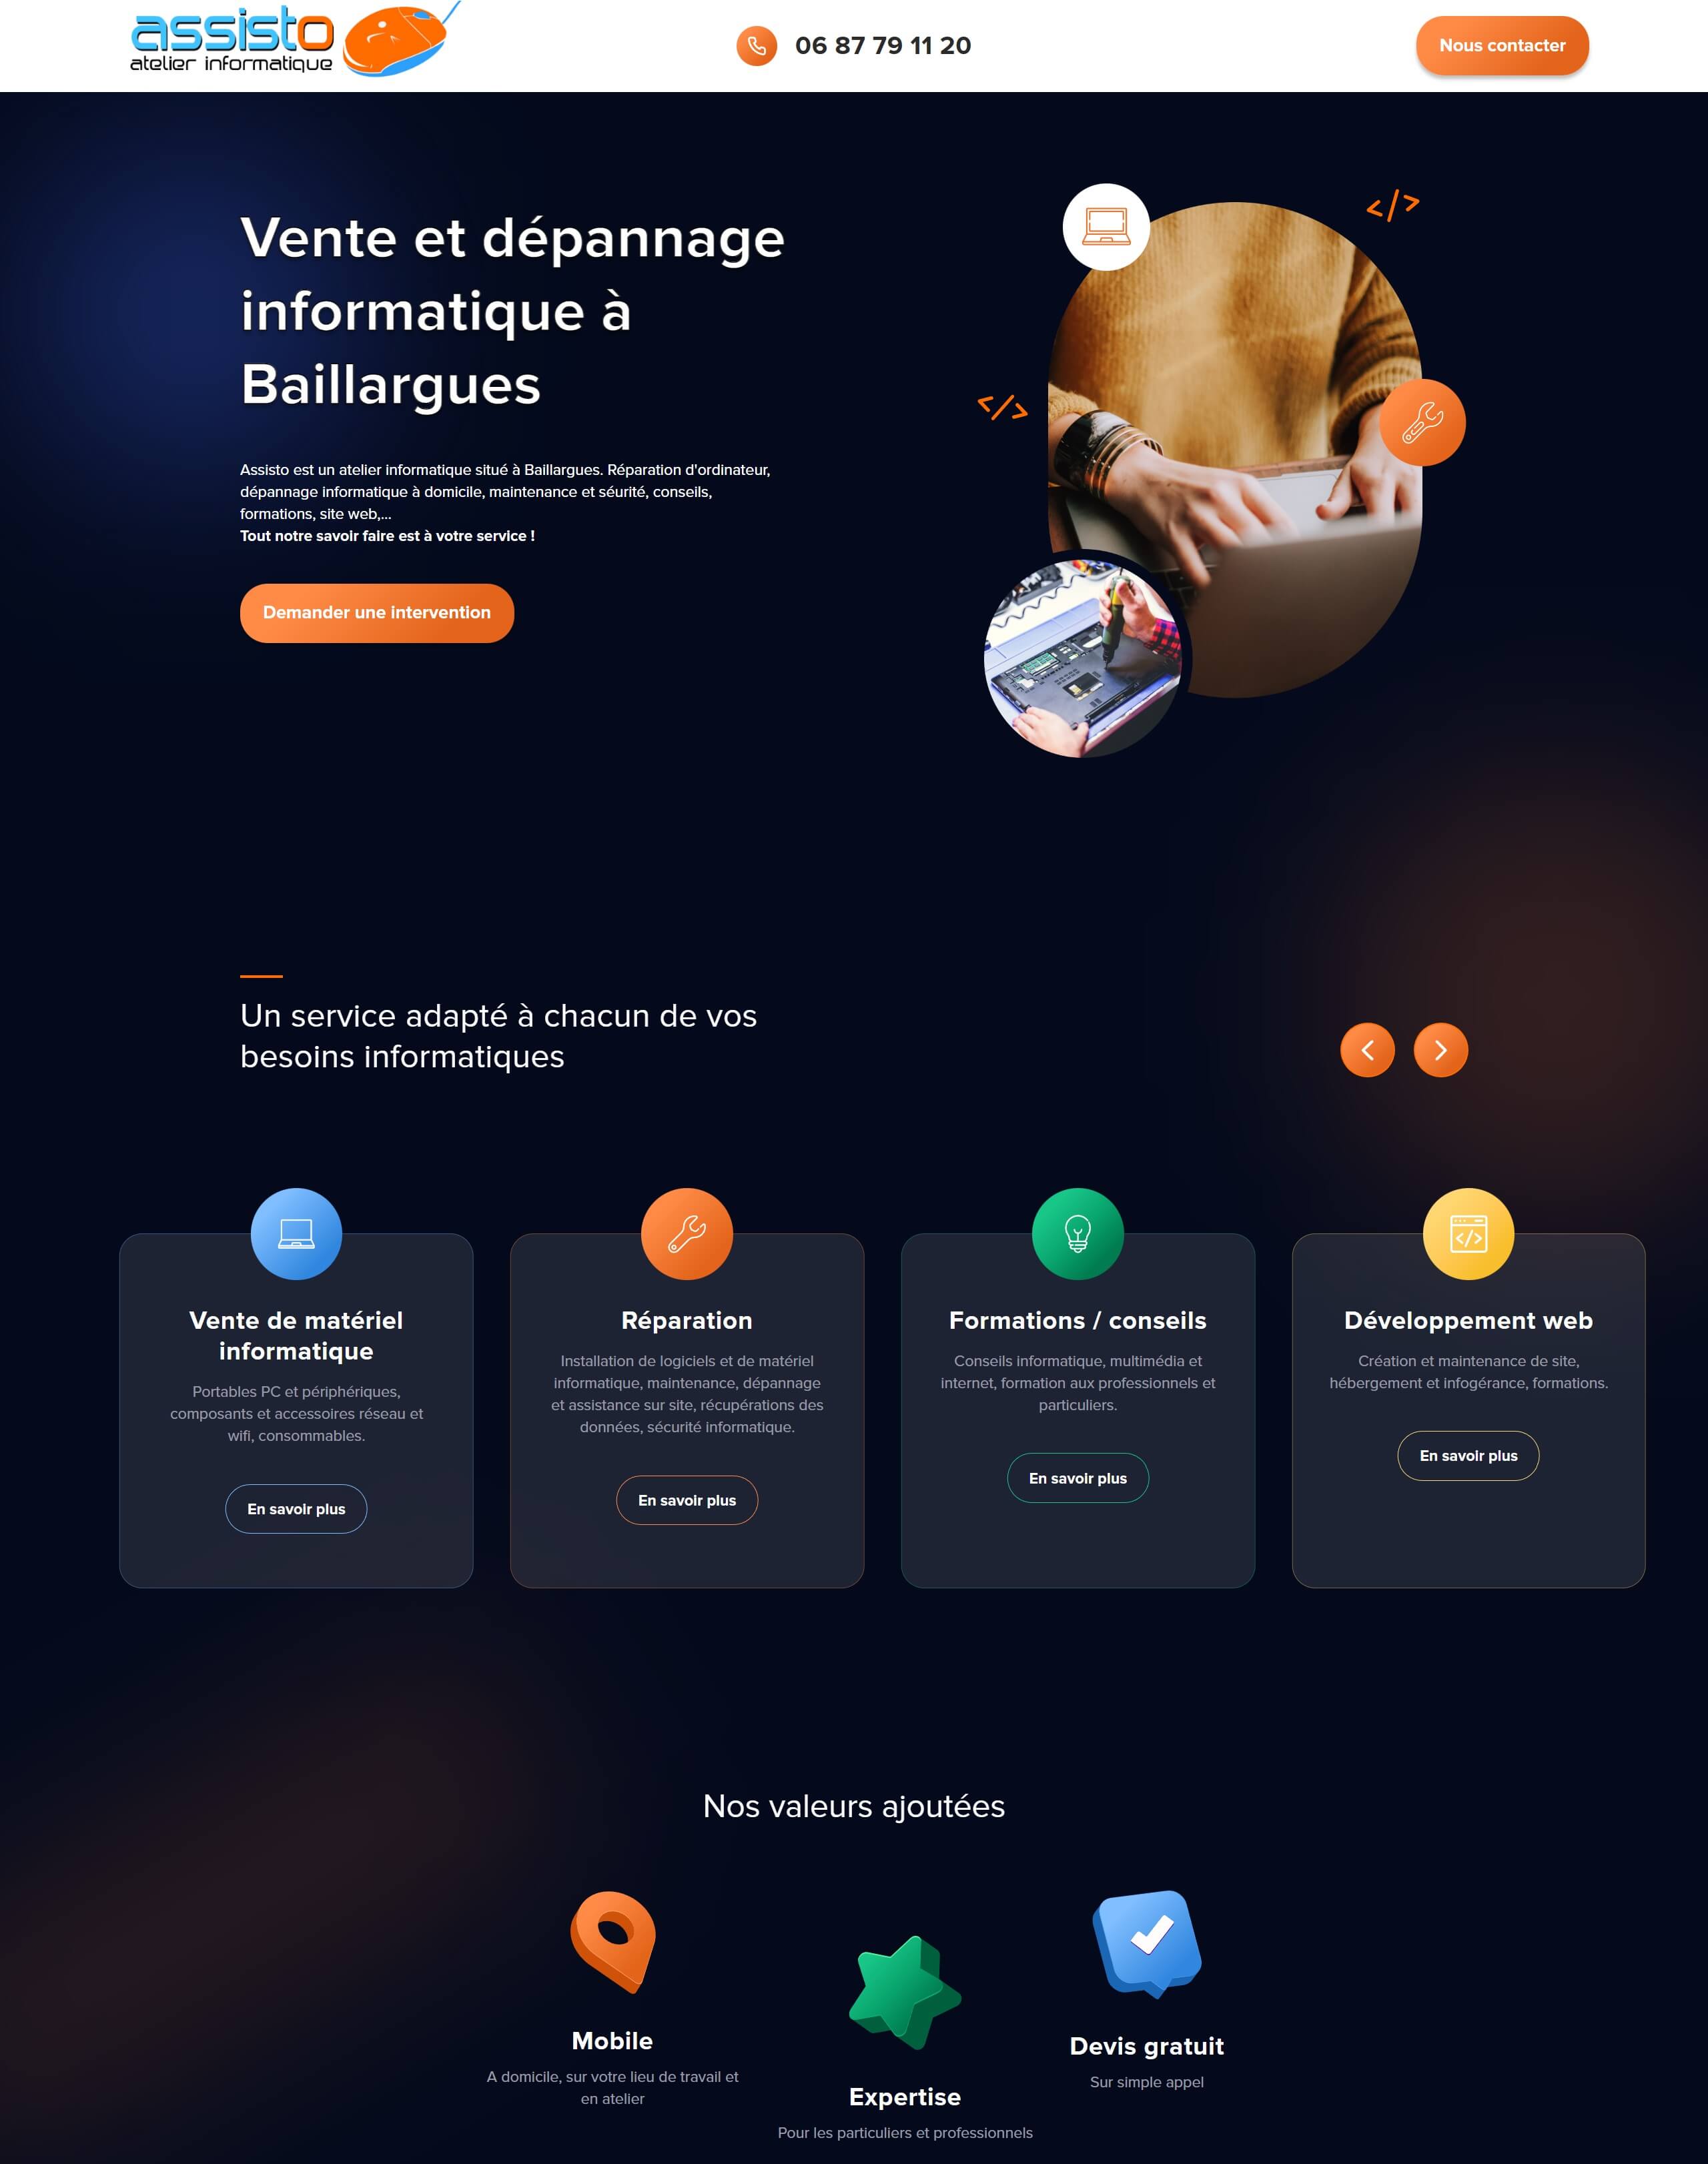 assisto
atelier informatique
06 87 79 11 20
Nous contacter
Vente et dépannage
informatique à
Baillargues
Assisto est un atelier informatique situé à Baillargues. Réparation d'ordinateur,
dépannage informatique à domicile, maintenance et séurité, conseils,
formations, site web,...
Tout notre savoir faire est à votre service !
Demander une intervention
Un service adapté à chacun de vos
besoins informatiques
Vente de matériel
informatique
Portables PC et périphériques,
composants et accessoires réseau et
wifi, consommables.
En savoir plus
Réparation
Installation de logiciels et de matériel
informatique, maintenance, dépannage
et assistance sur site, récupérations des
données, sécurité informatique.
En savoir plus
Formations / conseils
Conseils informatique, multimédia et
internet, formation aux professionnels et
particuliers.
En savoir plus
Développement web
Création et maintenance de site,
hébergement et infogérance, formations.
En savoir plus
Nos valeurs ajoutées
Mobile
A domicile, sur votre lieu de travail et
en atelier
Expertise
Pour les particuliers et professionnels
Devis gratuit
Sur simple appel